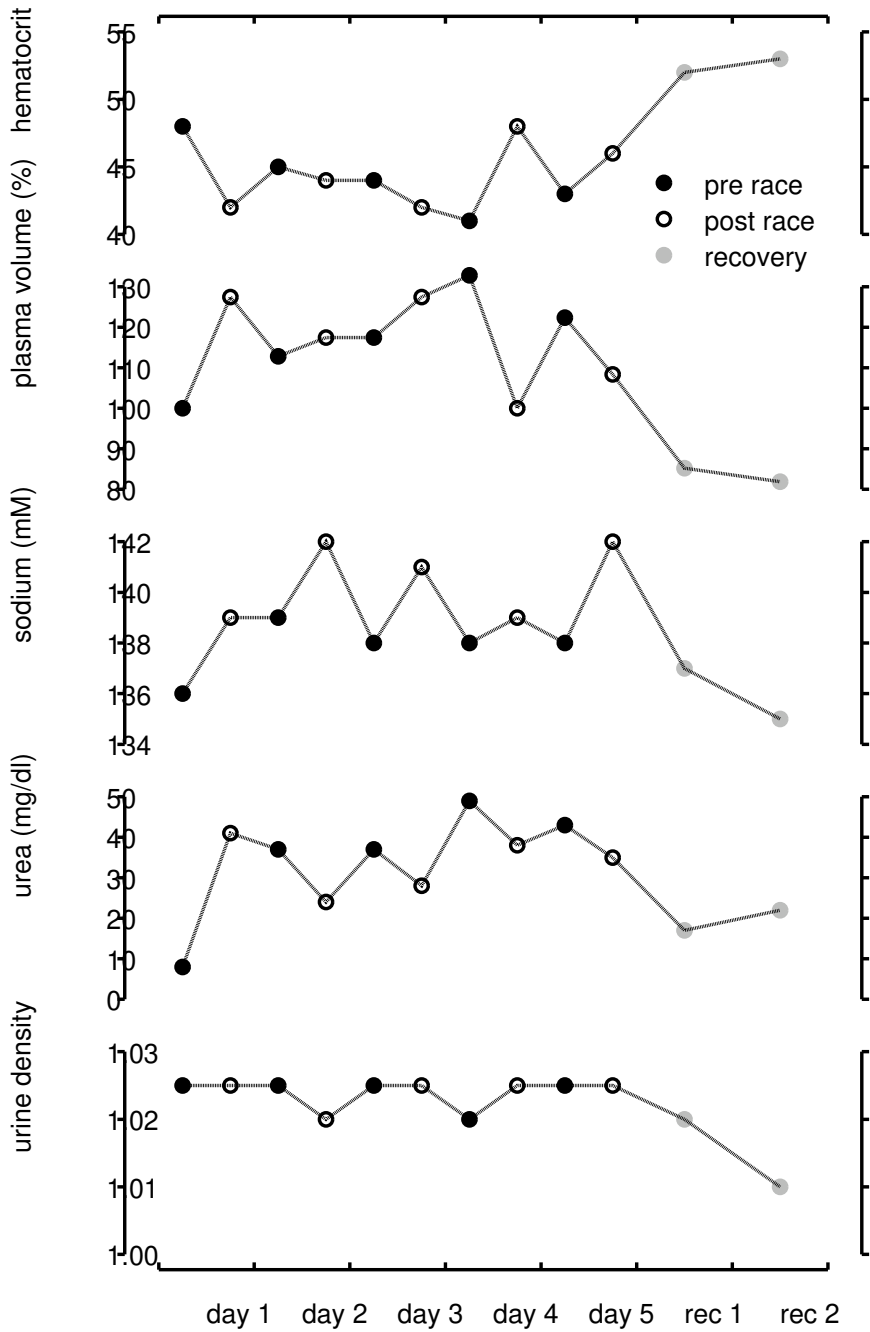 hematocrit
55
50
45
40
pre race
post race
recovery
plasma volume (%)
130
120
110
100
90
80
sodium (mM)
142
140
138
136
134
urea (mg/dl)
50
40
30
20
10
0
urine density
1.03
1.02
1.01
1.00
day 1 day 2 day 3 day 4 day 5 rec 1 rec 2